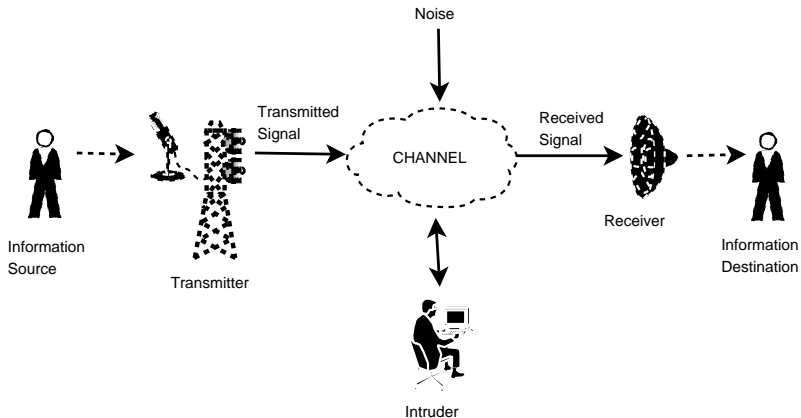 Noise
Transmitted
Signal
Received
Signal
CHANNEL
Information
Source
Transmitter
Receiver
Information
Destination
Intruder